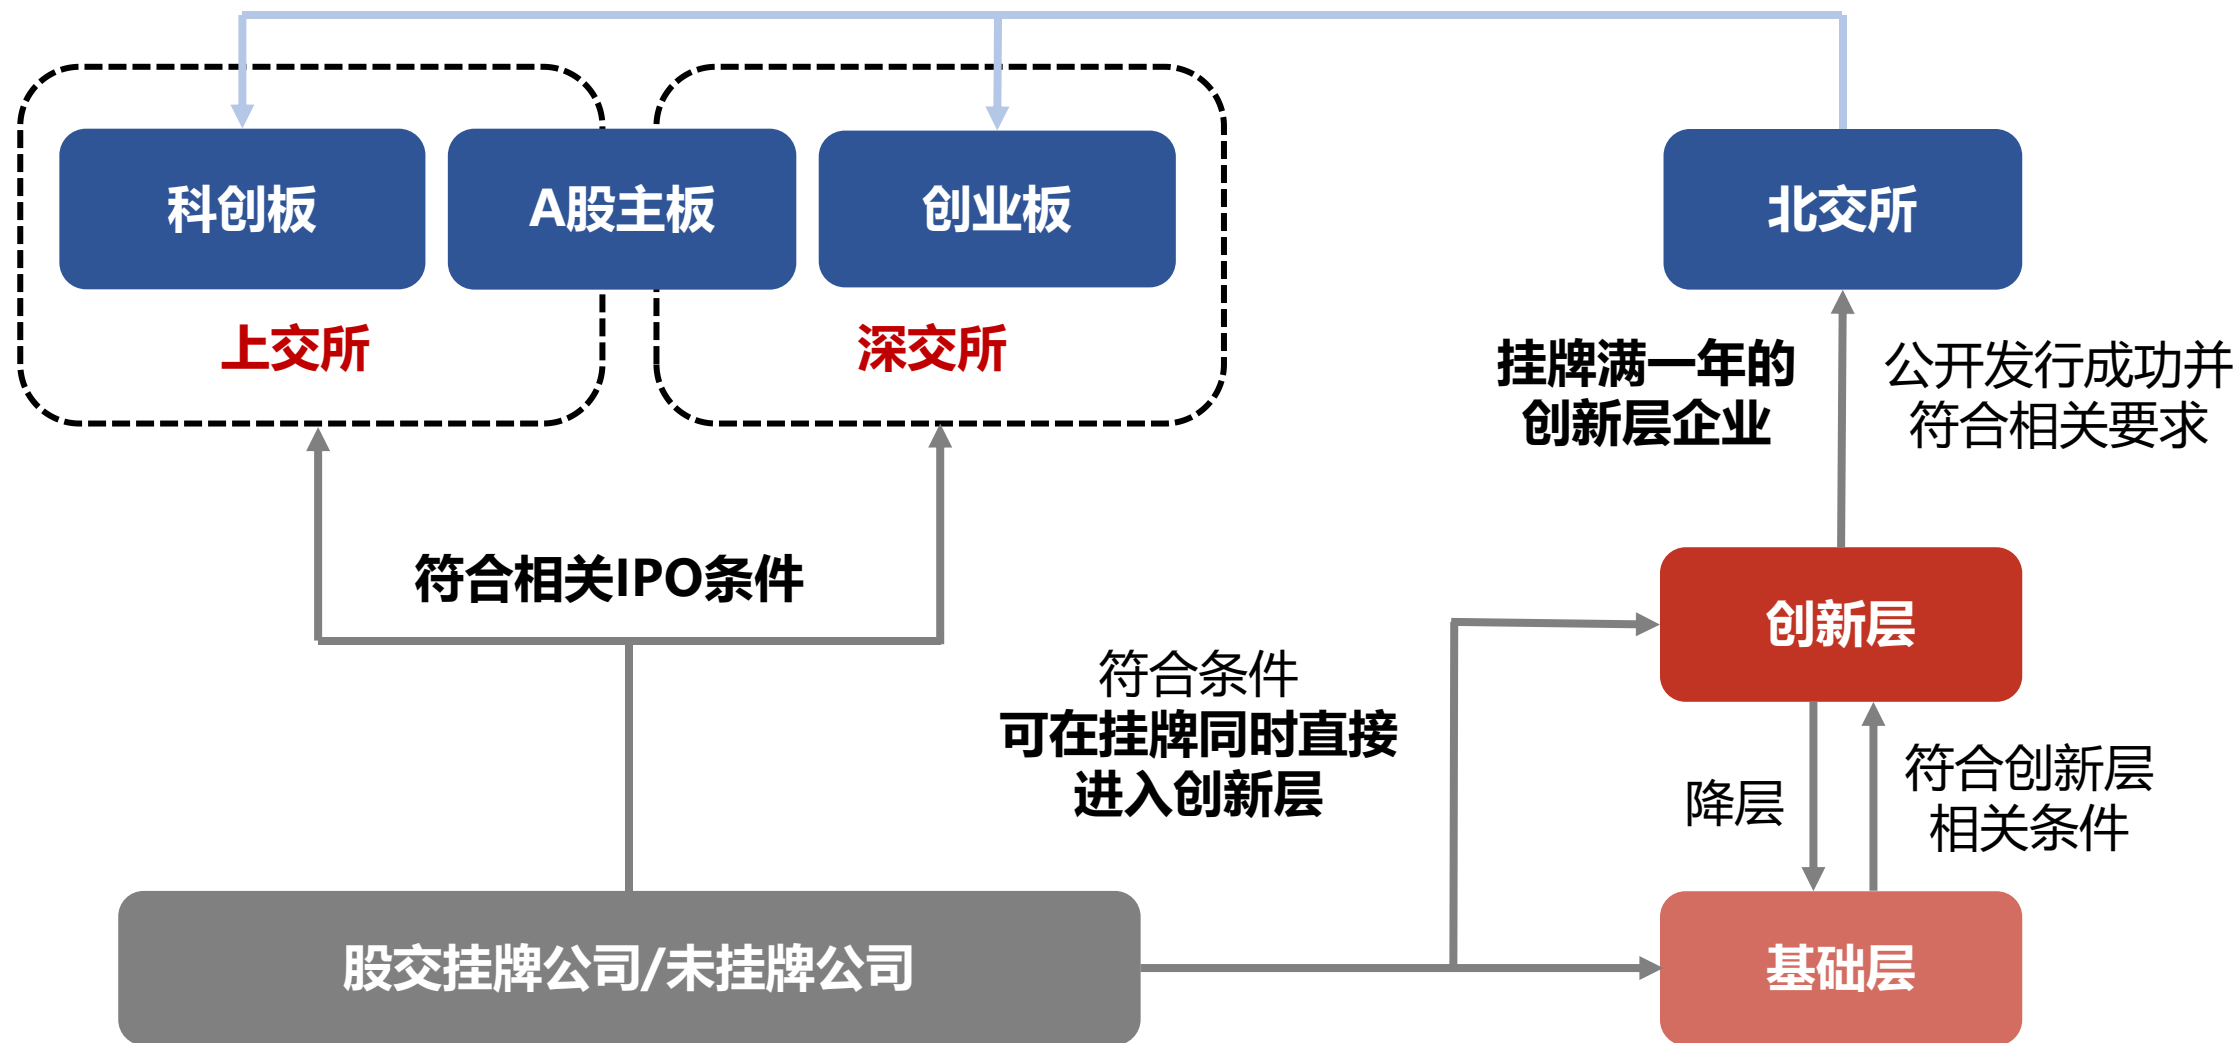 科创板
A股主板
创业板
北交所
上交所
深交所
挂牌满一年的
创新层企业
公开发行成功并
符合相关要求
符合相关IPO条件
创新层
符合条件
可在挂牌同时直接
进入创新层
降层
符合创新层
相关条件
股交挂牌公司/未挂牌公司
基础层